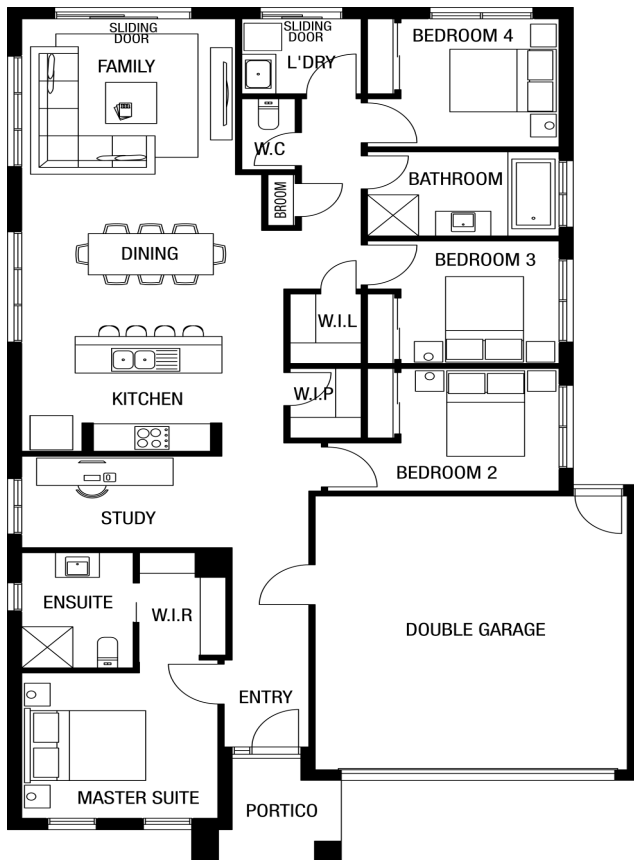 SLIDING
DOOR
SLIDING
DOOR
BEDROOM 4
FAMILY
L'DRY
W.C
BATHROOM
BROOM
DINING
BEDROOM 3
W.I.L
KITCHEN
W.I.P
BEDROOM 2
STUDY
ENSUITE
W.I.R
DOUBLE GARAGE
ENTRY
MASTER SUITE
PORTICO